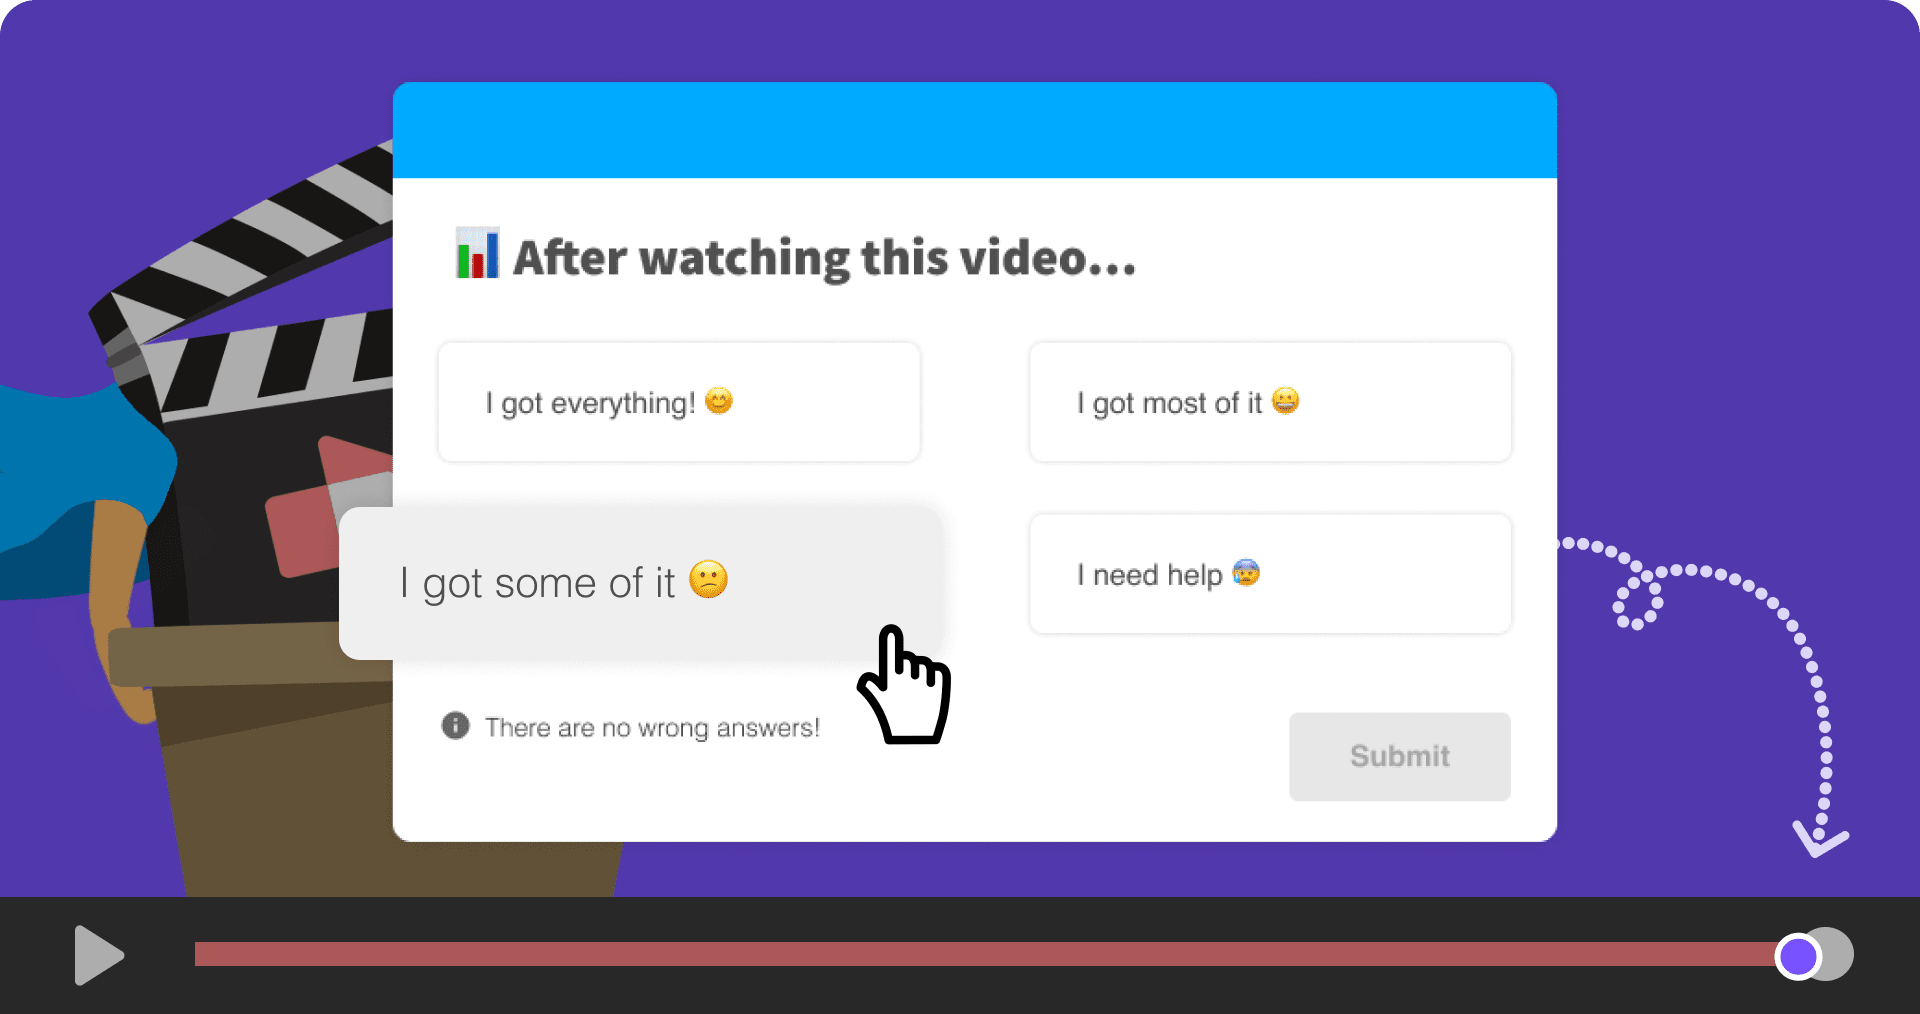 📊 After watching this video...
I got everything! 😊
I got most of it 😀
I got some of it 😕
I need help 😰
There are no wrong answers!
Submit